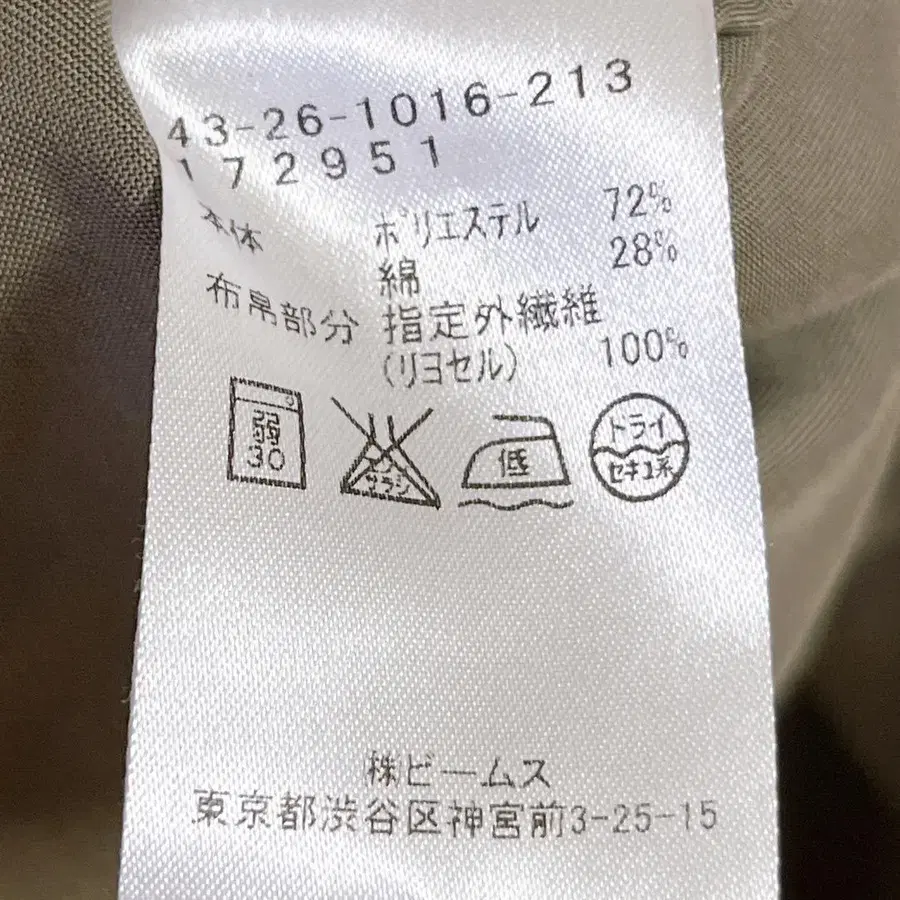 43-26-1016-213
172951
本体 ポリエステル 72%
綿 28%
布帛部分 指定外繊維
(リヨセル) 100%
弱
30
エンソ
サラシ
低
ドライ
セキユ系
株ビームス
東京都渋谷区神宮前3-25-15